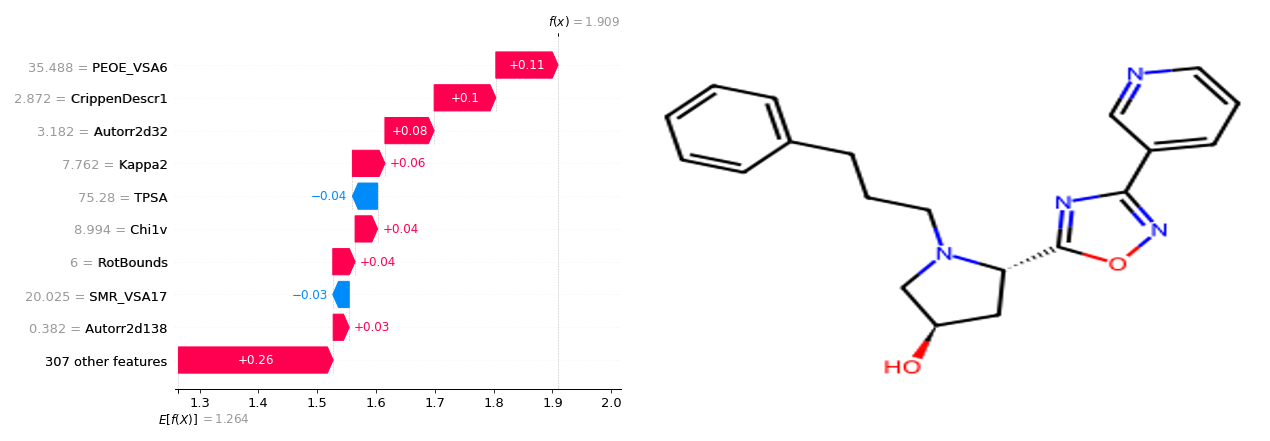 f(x) = 1.909
35.488 = PEOE_VSA6 +0.11
2.872 = CrippenDescr1 +0.1
3.182 = Autorr2d32 +0.08
7.762 = Kappa2 +0.06
75.28 = TPSA −0.04
8.994 = Chi1v +0.04
6 = RotBounds +0.04
20.025 = SMR_VSA17 −0.03
0.382 = Autorr2d138 +0.03
307 other features +0.26
1.3 1.4 1.5 1.6 1.7 1.8 1.9 2.0
E[f(X)] = 1.264
N
N
N
N
O
HO